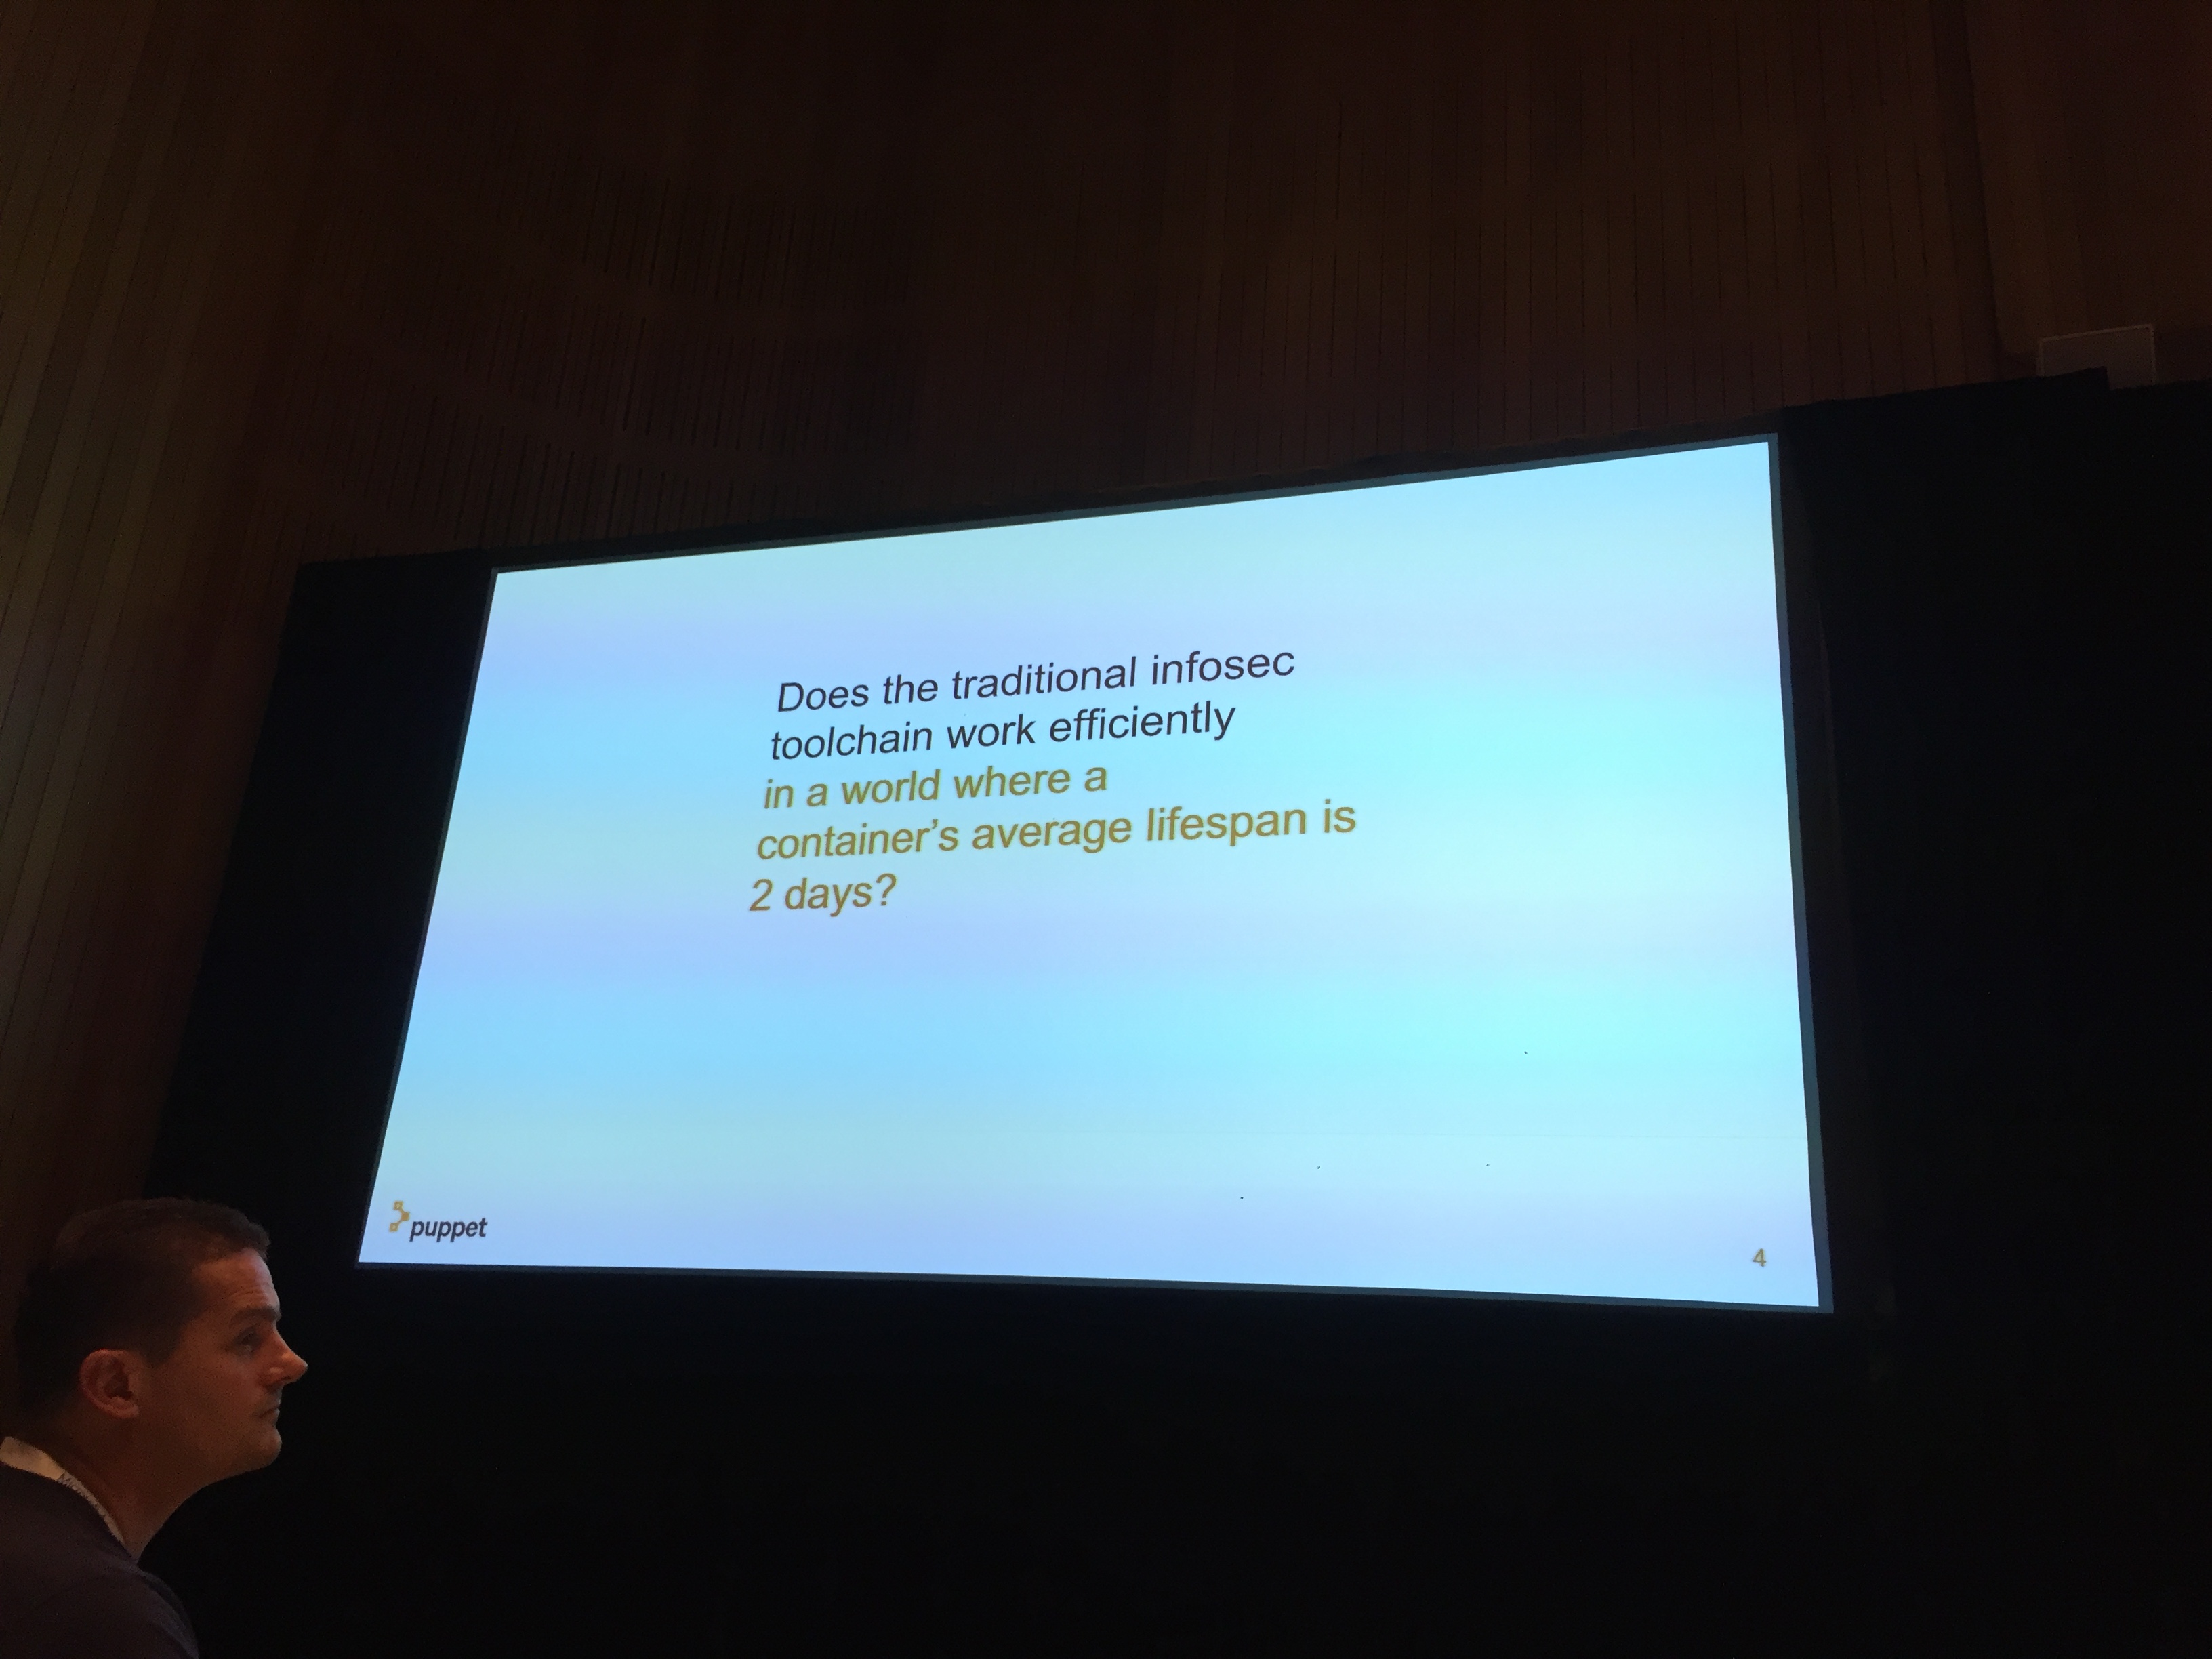 Does the traditional infosec
toolchain work efficiently
in a world where a
container's average lifespan is
2 days?
puppet
4